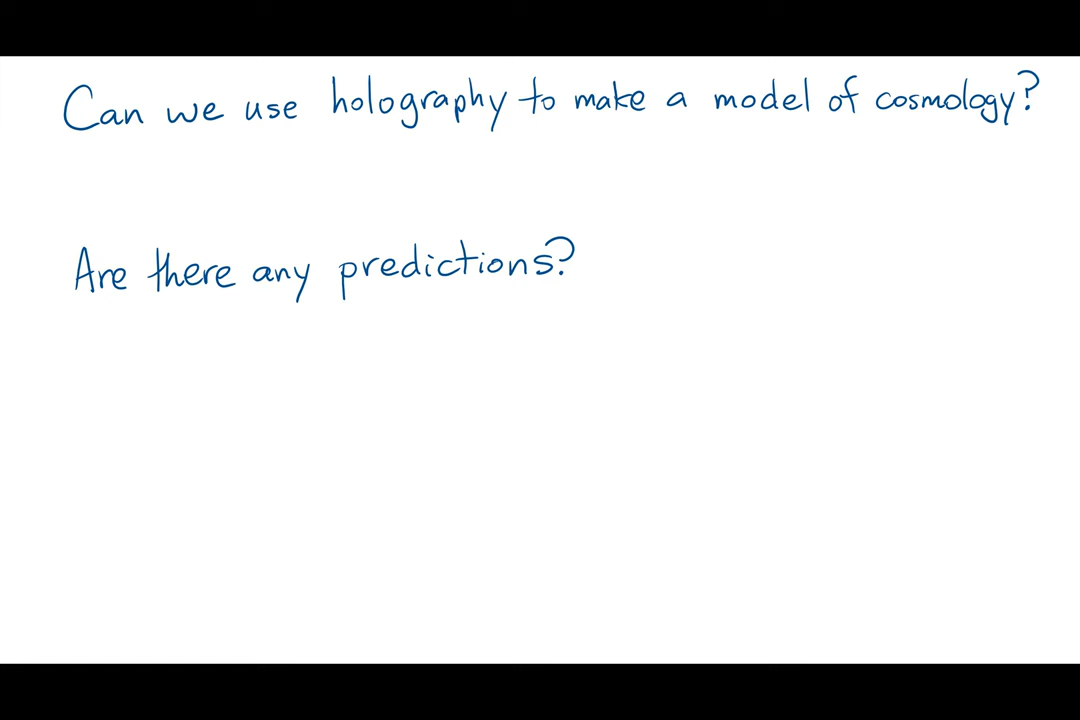 Can we use holography to make a model of cosmology?
Are there any predictions?